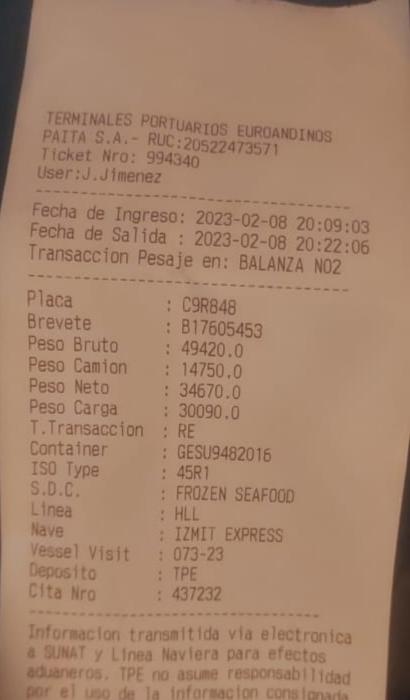 TERMINALES PORTUARIOS EUROANDINOS
PAITA S.A.- RUC:20522473571
Ticket Nro: 994340
User:J.Jimenez
Fecha de Ingreso: 2023-02-08 20:09:03
Fecha de Salida : 2023-02-08 20:22:06
Transaccion Pesaje en: BALANZA NO2
Placa : C9R848
Brevete : B17605453
Peso Bruto : 49420.0
Peso Camion : 14750.0
Peso Neto : 34670.0
Peso Carga : 30090.0
T.Transaccion : RE
Container : GESU9482016
ISO Type : 45R1
S.D.C. : FROZEN SEAFOOD
Linea : HLL
Nave : IZMIT EXPRESS
Vessel Visit : 073-23
Deposito : TPE
Cita Nro : 437232
Informacion transmitida via electronica
a SUNAT y Linea Naviera para efectos
aduaneros. TPE no asume responsabilidad
por el uso de la informacion consignada